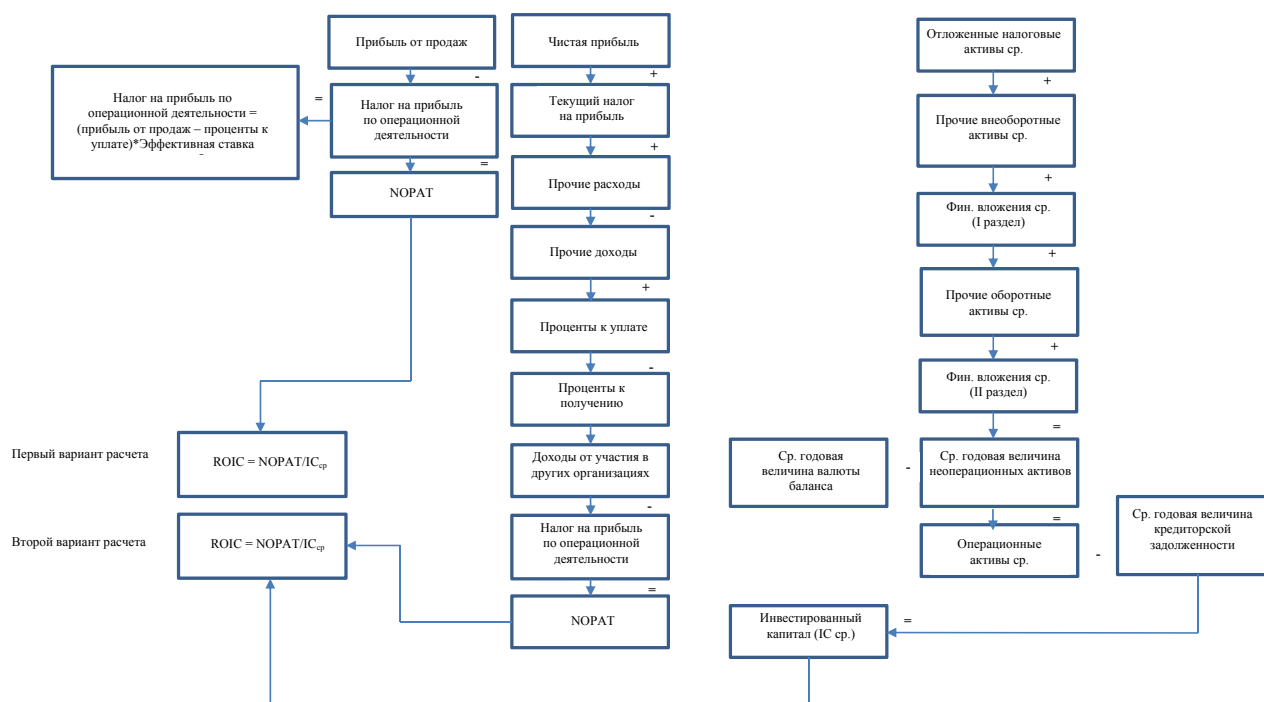 Прибыль от продаж
-
Налог на прибыль
по операционной
деятельности
=
Налог на прибыль по
операционной деятельности =
(прибыль от продаж – проценты к
уплате)*Эффективная ставка
=
NOPAT
Чистая прибыль
+
Текущий налог
на прибыль
+
Прочие расходы
-
Прочие доходы
+
Проценты к уплате
-
Проценты к
получению
Доходы от участия в
других организациях
-
Налог на прибыль
по операционной
деятельности
=
NOPAT
Первый вариант расчета
ROIC = NOPAT/ICср
Второй вариант расчета
ROIC = NOPAT/ICср
Отложенные налоговые
активы ср.
+
Прочие внеоборотные
активы ср.
+
Фин. вложения ср.
(I раздел)
+
Прочие оборотные
активы ср.
+
Фин. вложения ср.
(II раздел)
=
Ср. годовая
величина валюты
баланса
-
Ср. годовая величина
неоперационных активов
=
Операционные
активы ср.
-
Ср. годовая величина
кредиторской
задолженности
=
Инвестированный
капитал (IC ср.)